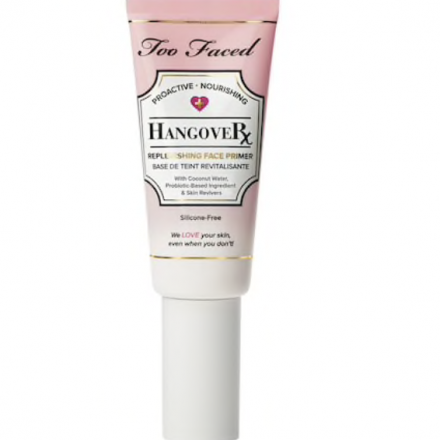 Too Faced
PROACTIVE · NOURISHING
HANGOVERX
REPLENISHING FACE PRIMER
BASE DE TEINT REVITALISANTE
With Coconut Water,
Probiotic-Based Ingredient
& Skin Revivers
Silicone-Free
We LOVE your skin,
even when you don't!